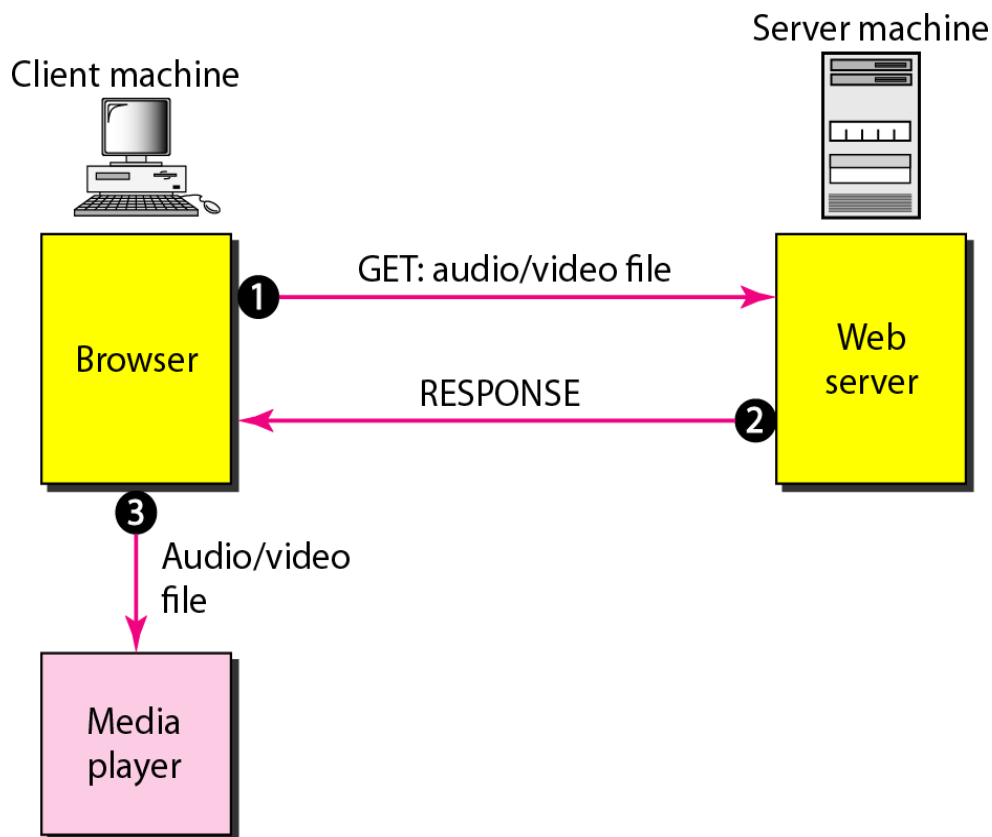 Server machine
Client machine
GET: audio/video file
1
Browser
Web
server
RESPONSE
2
3
Audio/video
file
Media
player